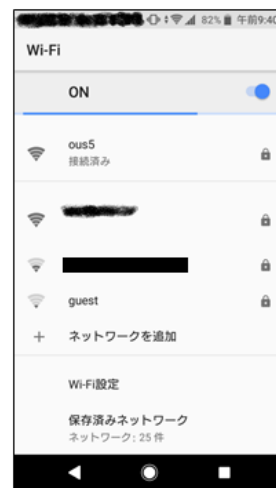 82% 午前9:40
Wi-Fi
ON
ous5
接続済み
guest
ネットワークを追加
Wi-Fi設定
保存済みネットワーク
ネットワーク: 25 件